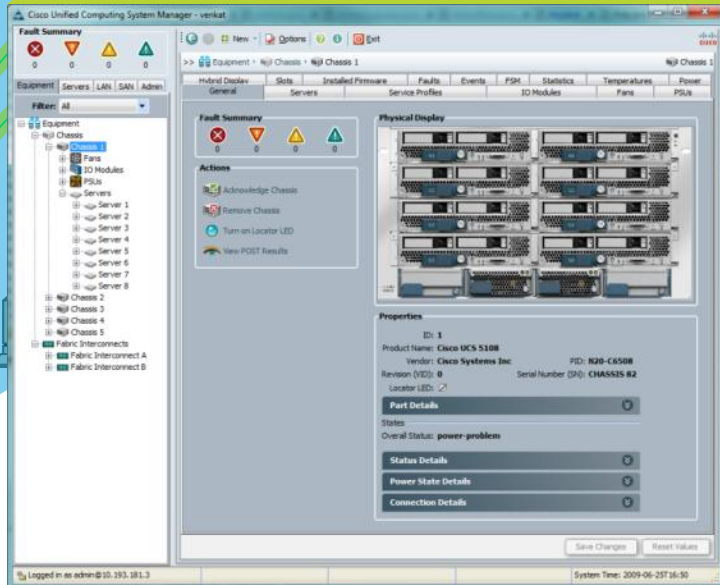 Cisco Unified Computing System Manager - venkat
Fault Summary
0 0 0 0
Equipment Servers LAN SAN Admin
Filter: All
Equipment
Chassis
Chassis 1
Fans
IO Modules
PSUs
Servers
Server 1
Server 2
Server 3
Server 4
Server 5
Server 6
Server 7
Server 8
Chassis 2
Chassis 3
Chassis 4
Chassis 5
Fabric Interconnects
Fabric Interconnect A
Fabric Interconnect B
New Options Exit
cisco
>> Equipment Chassis Chassis 1 Chassis 1
Hybrid Display Slots Installed Firmware Faults Events FSM Statistics Temperatures Power
General Servers Service Profiles IO Modules Fans PSUs
Fault Summary
0 0 0 0
Actions
Acknowledge Chassis
Remove Chassis
Turn on Locator LED
View POST Results
Physical Display
Properties
ID: 1
Product Name: Cisco UCS 5108
Vendor: Cisco Systems Inc PID: N20-C6508
Revision (VID): 0 Serial Number (SN): CHASSIS 82
Locator LED:
Part Details
States
Overall Status: power-problem
Status Details
Power State Details
Connection Details
Save Changes Reset Values
Logged in as admin@10.193.181.3 System Time: 2009-06-25T16:50